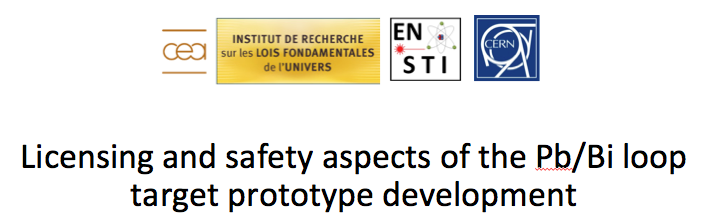 cea
INSTITUT DE RECHERCHE
sur les LOIS FONDAMENTALES
de l'UNIVERS
EN
STI
CERN
Licensing and safety aspects of the Pb/Bi loop
target prototype development